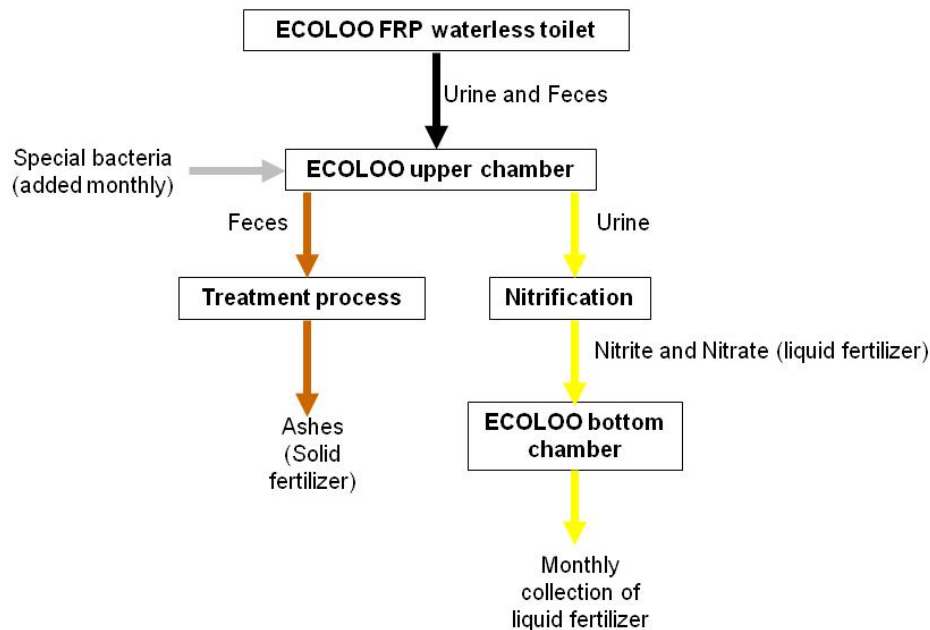 ECOLOO FRP waterless toilet
Urine and Feces
Special bacteria
(added monthly)
ECOLOO upper chamber
Feces
Urine
Treatment process
Nitrification
Nitrite and Nitrate (liquid fertilizer)
ECOLOO bottom
chamber
Ashes
(Solid
fertilizer)
Monthly
collection of
liquid fertilizer